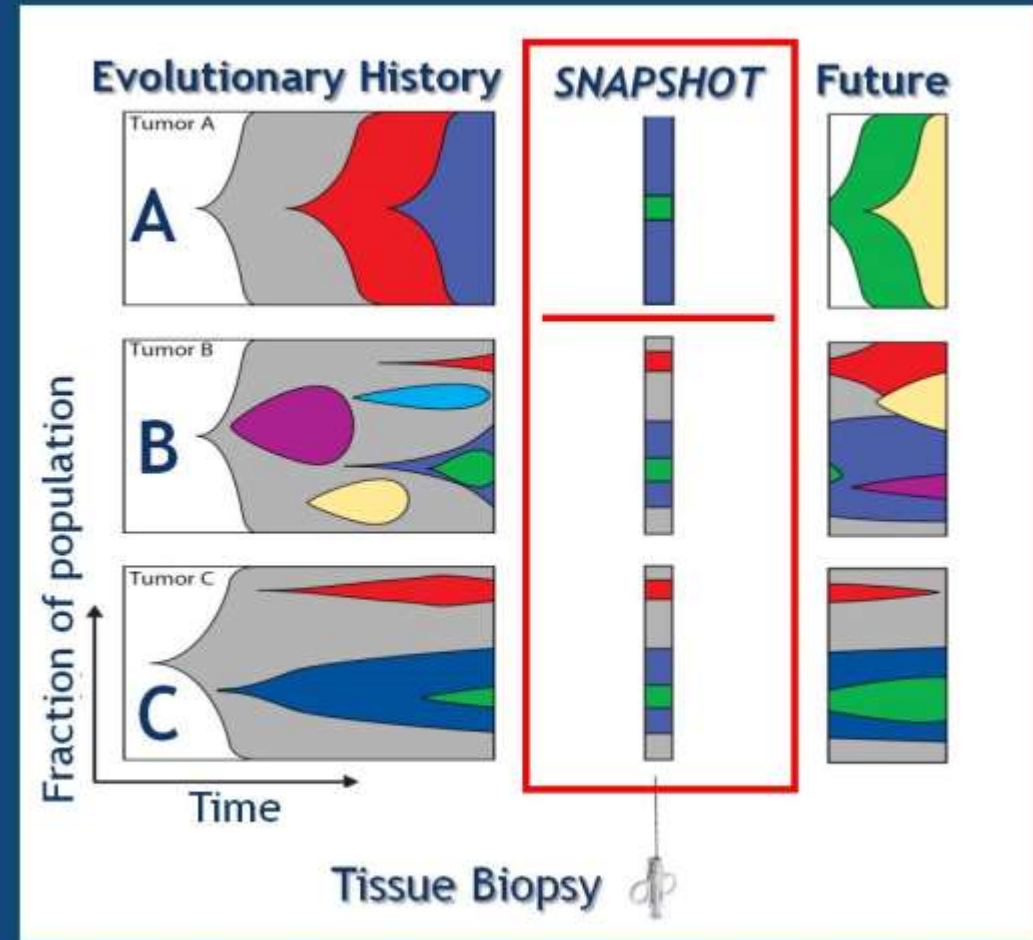 Evolutionary History
SNAPSHOT
Future
Tumor A
A
Tumor B
B
Tumor C
C
Fraction of population
Time
Tissue Biopsy